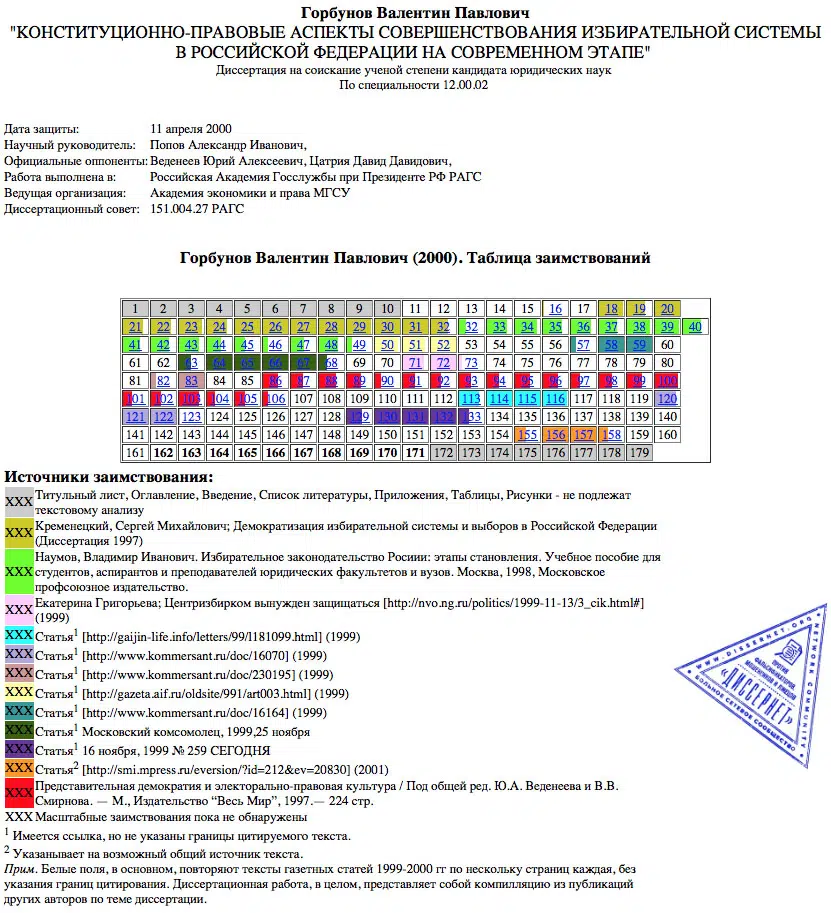 Горбунов Валентин Павлович
"КОНСТИТУЦИОННО-ПРАВОВЫЕ АСПЕКТЫ СОВЕРШЕНСТВОВАНИЯ ИЗБИРАТЕЛЬНОЙ СИСТЕМЫ
В РОССИЙСКОЙ ФЕДЕРАЦИИ НА СОВРЕМЕННОМ ЭТАПЕ"
Диссертация на соискание ученой степени кандидата юридических наук
По специальности 12.00.02
Дата защиты: 11 апреля 2000
Научный руководитель: Попов Александр Иванович,
Официальные оппоненты: Веденеев Юрий Алексеевич, Цатрия Давид Давидович,
Работа выполнена в: Российская Академия Госслужбы при Президенте РФ РАГС
Ведущая организация: Академия экономики и права МГСУ
Диссертационный совет: 151.004.27 РАГС
Горбунов Валентин Павлович (2000). Таблица заимствований
1 2 3 4 5 6 7 8 9 10 11 12 13 14 15 16 17 18 19 20
21 22 23 24 25 26 27 28 29 30 31 32 32 33 34 35 36 37 38 39 40
41 42 43 44 45 46 47 48 49 50 51 52 53 54 55 56 57 58 59 60
61 62 63 64 65 66 67 68 69 70 71 72 73 74 75 76 77 78 79 80
81 82 83 84 85 86 87 88 89 90 91 92 93 94 95 96 97 98 99 100
101 102 103 104 105 106 107 108 109 110 111 112 113 114 115 116 117 118 119 120
121 122 123 124 125 126 127 128 129 130 131 132 133 134 135 136 137 138 139 140
141 142 143 144 145 146 147 148 149 150 151 152 153 154 155 156 157 158 159 160
161 162 163 164 165 166 167 168 169 170 171 172 173 174 175 176 177 178 179
Источники заимствования:
XXX Титульный лист, Оглавление, Введение, Список литературы, Приложения, Таблицы, Рисунки - не подлежат
текстовому анализу
XXX Кременецкий, Сергей Михайлович; Демократизация избирательной системы и выборов в Российской Федерации
(Диссертация 1997)
Наумов, Владимир Иванович. Избирательное законодательство Росиии: этапы становления. Учебное пособие для
XXX студентов, аспирантов и преподавателей юридических факультетов и вузов. Москва, 1998, Московское
профсоюзное издательство.
XXX Екатерина Григорьева; Центризбирком вынужден защищаться [http://nvo.ng.ru/politics/1999-11-13/3_cik.html#]
(1999)
XXX Статья1 [http://gaijin-life.info/letters/99/l181099.html] (1999)
XXX Статья1 [http://www.kommersant.ru/doc/16070] (1999)
XXX Статья1 [http://www.kommersant.ru/doc/230195] (1999)
XXX Статья1 [http://gazeta.aif.ru/oldsite/991/art003.html] (1999)
XXX Статья1 [http://www.kommersant.ru/doc/16164] (1999)
XXX Статья1 Московский комсомолец, 1999,25 ноября
XXX Статья1 16 ноября, 1999 № 259 СЕГОДНЯ
XXX Статья2 [http://smi.mpress.ru/eversion/?id=212&ev=20830] (2001)
XXX Представительная демократия и электорально-правовая культура / Под общей ред. Ю.А. Веденеева и В.В.
Смирнова. — М., Издательство “Весь Мир”, 1997.— 224 стр.
XXX Масштабные заимствования пока не обнаружены
1 Имеется ссылка, но не указаны границы цитируемого текста.
2 Указывает на возможный общий источник текста.
Прим. Белые поля, в основном, повторяют тексты газетных статей 1999-2000 гг по нескольку страниц каждая, без
указания границ цитирования. Диссертационная работа, в целом, представляет собой компилляцию из публикаций
других авторов по теме диссертации.
WWW.DISSERNET.ORG
NETWORK COMMUNITY
ВОЛЬНОЕ СЕТЕВОЕ СООБЩЕСТВО
ПРОТИВ
ФАЛЬСИФИКАТОРОВ,
МОШЕННИКОВ И ЛЖЕЦОВ
«ДИССЕРНЕТ»